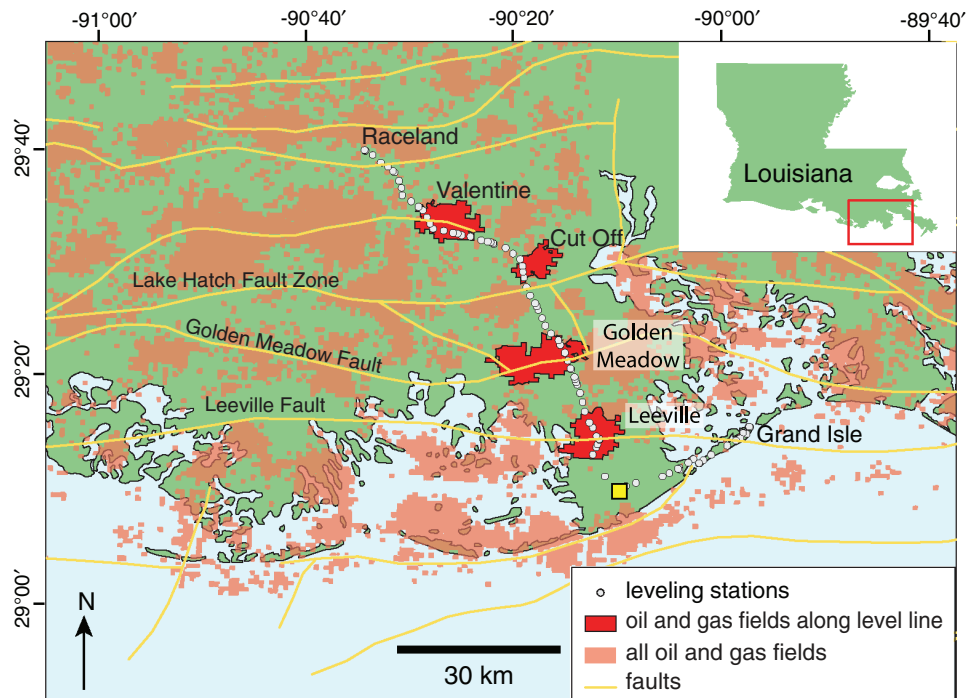 -91°00′ -90°40′ -90°20′ -90°00′ -89°40′
29°40′
29°20′
29°00′
Raceland
Valentine
Cut Off
Lake Hatch Fault Zone
Golden Meadow Fault
Golden
Meadow
Leeville Fault
Leeville
Grand Isle
Louisiana
N
30 km
leveling stations
oil and gas fields along level line
all oil and gas fields
faults